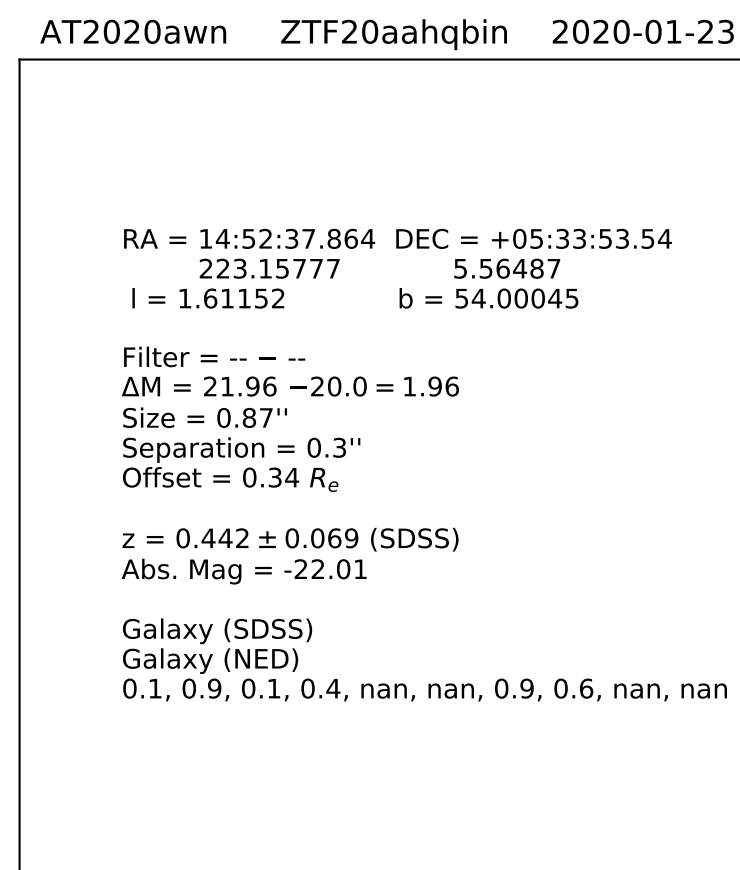 AT2020awn ZTF20aahqbin 2020-01-23
RA = 14:52:37.864 DEC = +05:33:53.54
223.15777 5.56487
l = 1.61152 b = 54.00045
Filter = -- − --
ΔM = 21.96 −20.0 = 1.96
Size = 0.87''
Separation = 0.3''
Offset = 0.34 Re
z = 0.442 ± 0.069 (SDSS)
Abs. Mag = -22.01
Galaxy (SDSS)
Galaxy (NED)
0.1, 0.9, 0.1, 0.4, nan, nan, 0.9, 0.6, nan, nan